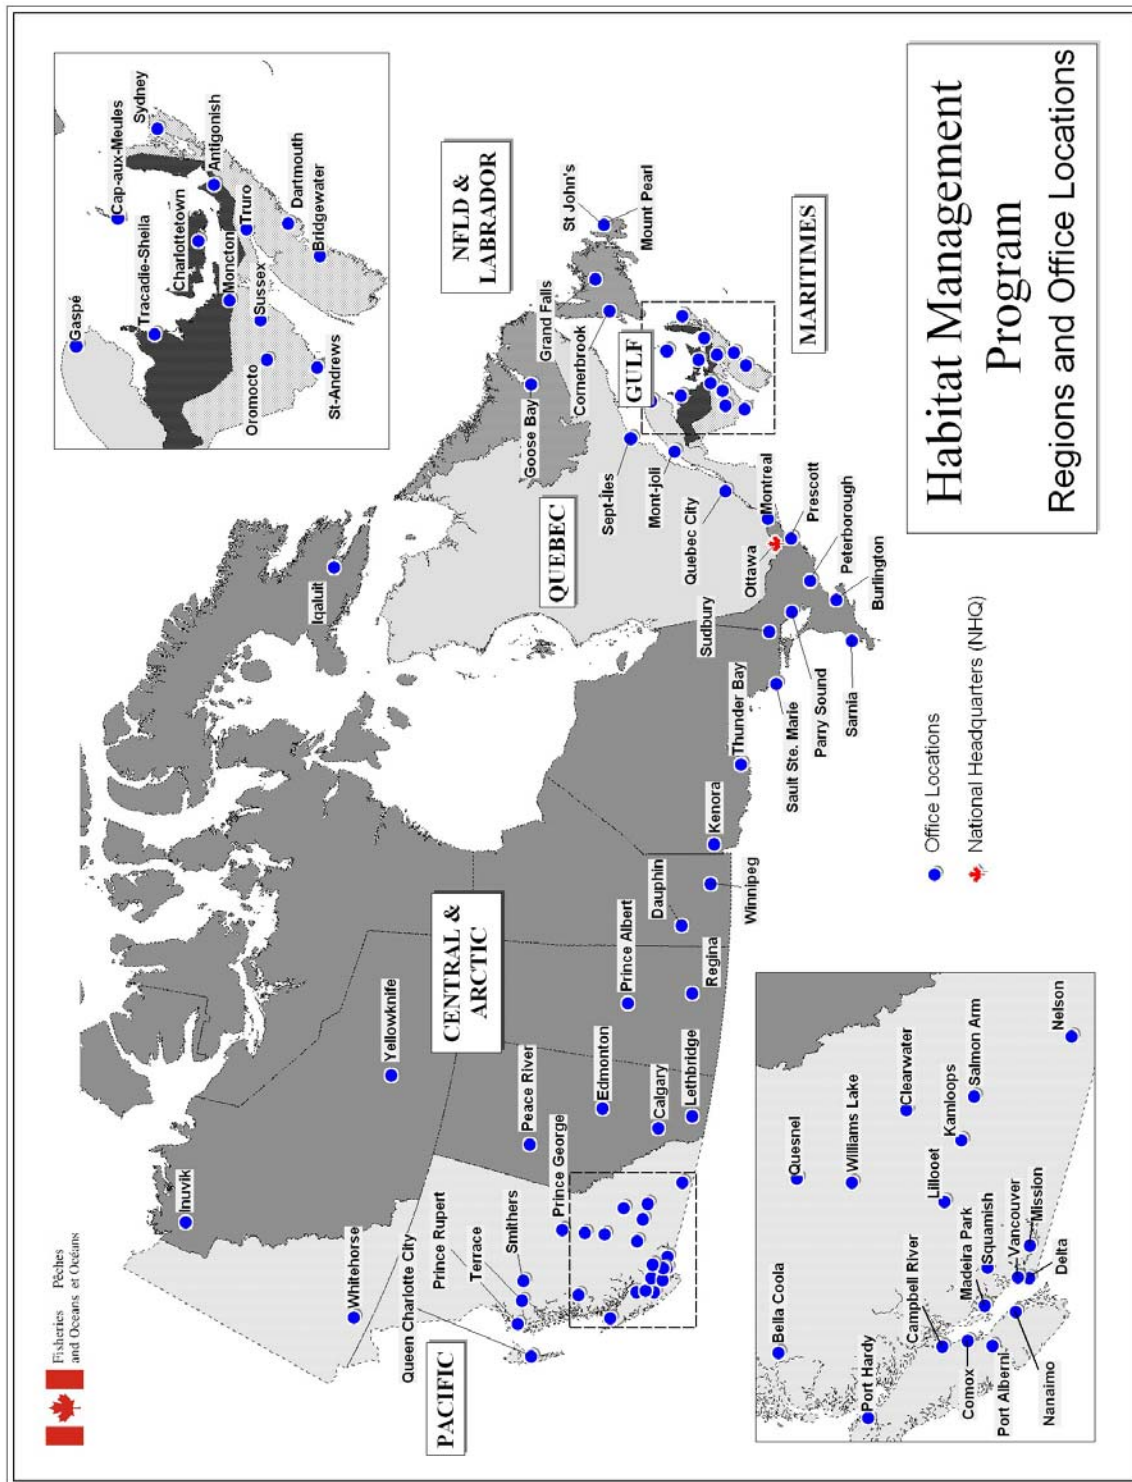 Fisheries and Oceans
Pêches et Océans
Habitat Management
Program
Regions and Office Locations
PACIFIC
CENTRAL &
ARCTIC
QUEBEC
NFLD &
LABRADOR
GULF
MARITIMES
Inuvik
Whitehorse
Yellowknife
Iqaluit
Queen Charlotte City
Prince Rupert
Terrace
Smithers
Prince George
Peace River
Edmonton
Calgary
Lethbridge
Prince Albert
Regina
Dauphin
Winnipeg
Kenora
Thunder Bay
Sault Ste. Marie
Sudbury
Parry Sound
Sarnia
Burlington
Peterborough
Prescott
Ottawa
Montreal
Quebec City
Mont-joli
Sept-Iles
Goose Bay
Cornerbrook
Grand Falls
St John's
Mount Pearl
Gaspé
Cap-aux-Meules
Tracadie-Sheila
Charlottetown
Sydney
Antigonish
Moncton
Truro
Sussex
Oromocto
St-Andrews
Dartmouth
Bridgewater
Bella Coola
Port Hardy
Quesnel
Williams Lake
Clearwater
Lillooet
Kamloops
Salmon Arm
Nelson
Campbell River
Madeira Park
Squamish
Vancouver
Mission
Delta
Comox
Port Alberni
Nanaimo
Office Locations
National Headquarters (NHQ)